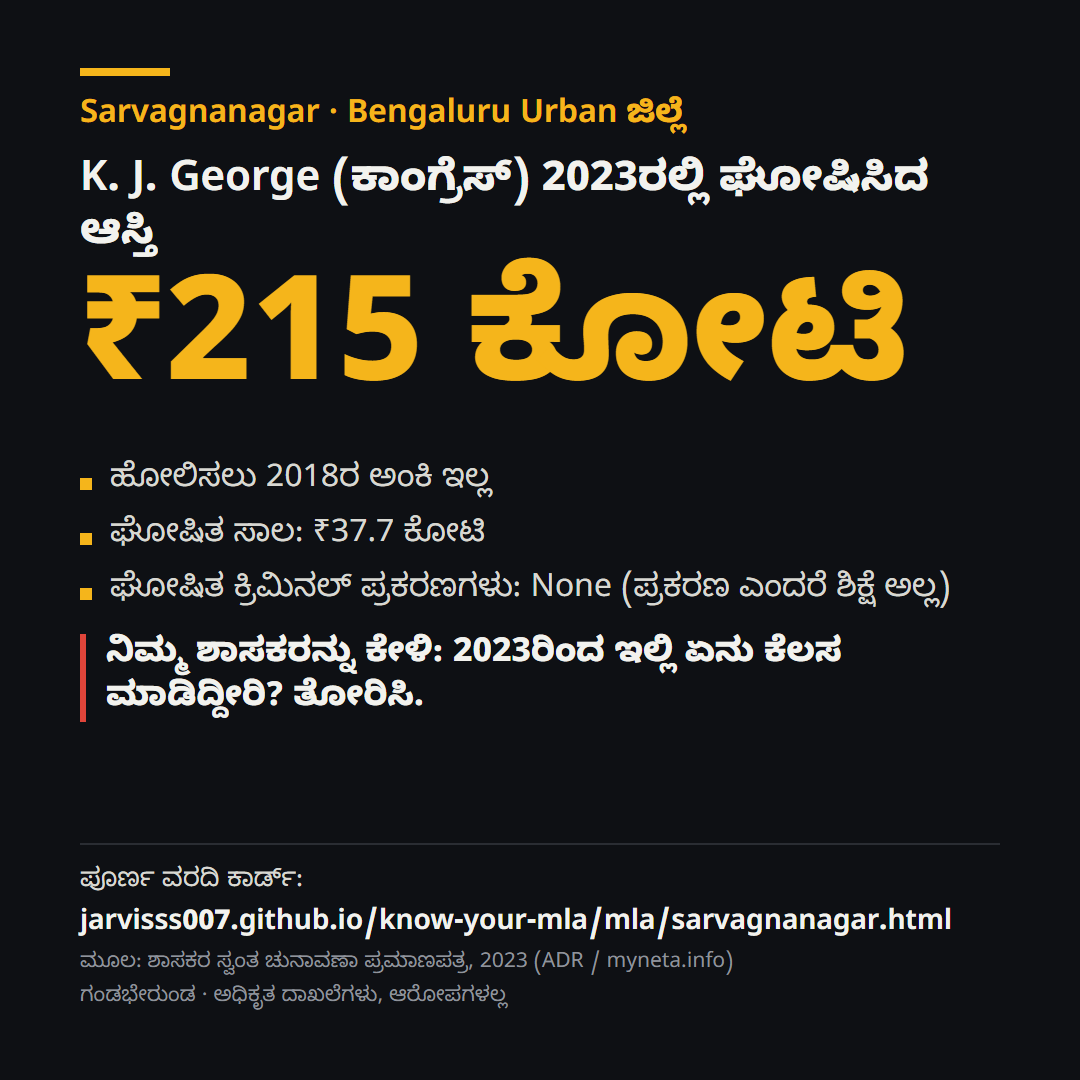 Sarvagnanagar · Bengaluru Urban ಜಿಲ್ಲೆ
K. J. George (ಕಾಂಗ್ರೆಸ್) 2023ರಲ್ಲಿ ಘೋಷಿಸಿದ
ಆಸ್ತಿ
₹215 ಕೋಟಿ
ಹೋಲಿಸಲು 2018ರ ಅಂಕಿ ಇಲ್ಲ
ಘೋಷಿತ ಸಾಲ: ₹37.7 ಕೋಟಿ
ಘೋಷಿತ ಕ್ರಿಮಿನಲ್ ಪ್ರಕರಣಗಳು: None (ಪ್ರಕರಣ ಎಂದರೆ ಶಿಕ್ಷೆ ಅಲ್ಲ)
ನಿಮ್ಮ ಶಾಸಕರನ್ನು ಕೇಳಿ: 2023ರಿಂದ ಇಲ್ಲಿ ಏನು ಕೆಲಸ
ಮಾಡಿದ್ದೀರಿ? ತೋರಿಸಿ.
ಪೂರ್ಣ ವರದಿ ಕಾರ್ಡ್:
jarvisss007.github.io/know-your-mla/mla/sarvagnanagar.html
ಮೂಲ: ಶಾಸಕರ ಸ್ವಂತ ಚುನಾವಣಾ ಪ್ರಮಾಣಪತ್ರ, 2023 (ADR / myneta.info)
ಗಂಡಭೇರುಂಡ · ಅಧಿಕೃತ ದಾಖಲೆಗಳು, ಆರೋಪಗಳಲ್ಲ